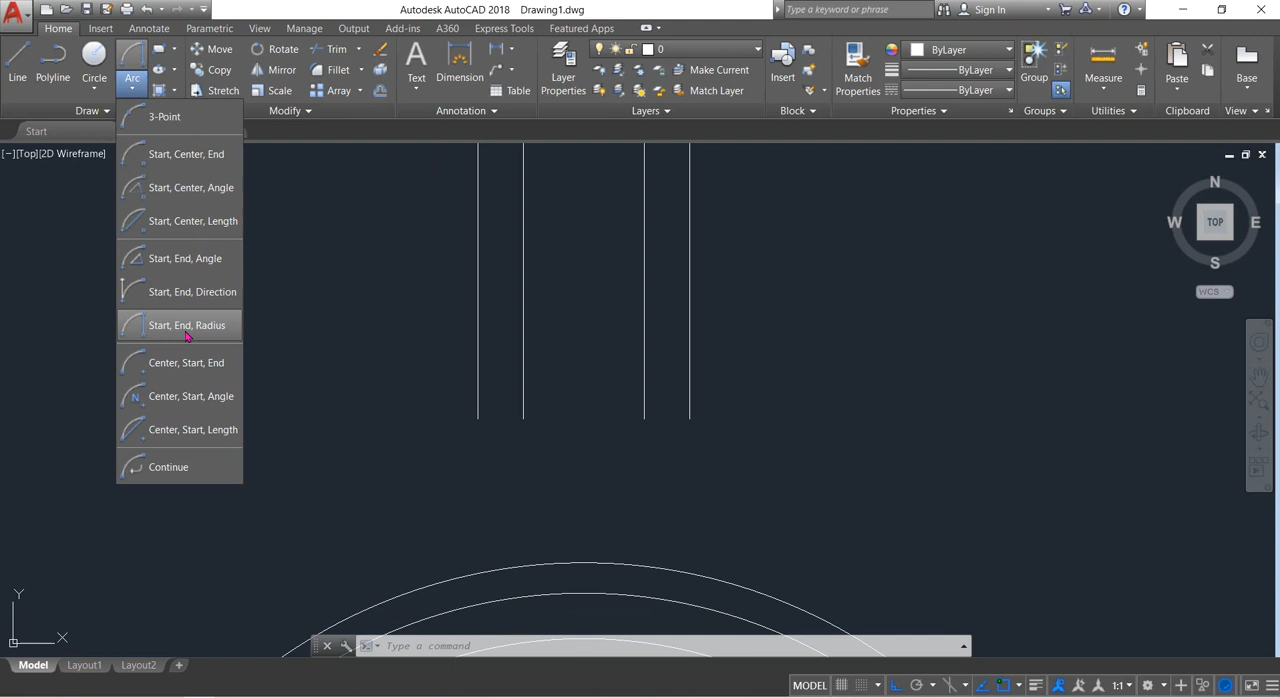 Autodesk AutoCAD 2018 Drawing1.dwg
Type a keyword or phrase
Sign In
Home Insert Annotate Parametric View Manage Output Add-ins A360 Express Tools Featured Apps
Line
Polyline
Circle
Arc
Move
Copy
Stretch
Rotate
Mirror
Scale
Trim
Fillet
Array
Text
Dimension
Table
Layer Properties
0
Make Current
Match Layer
Insert
Match Properties
ByLayer
ByLayer
ByLayer
Group
Measure
Paste
Base
Draw
Modify
Annotation
Layers
Block
Properties
Groups
Utilities
Clipboard
View
Start
[−][Top][2D Wireframe]
3-Point
Start, Center, End
Start, Center, Angle
Start, Center, Length
Start, End, Angle
Start, End, Direction
Start, End, Radius
Center, Start, End
Center, Start, Angle
Center, Start, Length
Continue
N
W TOP E
S
WCS
Y
X
Type a command
Model Layout1 Layout2 +
MODEL
1:1